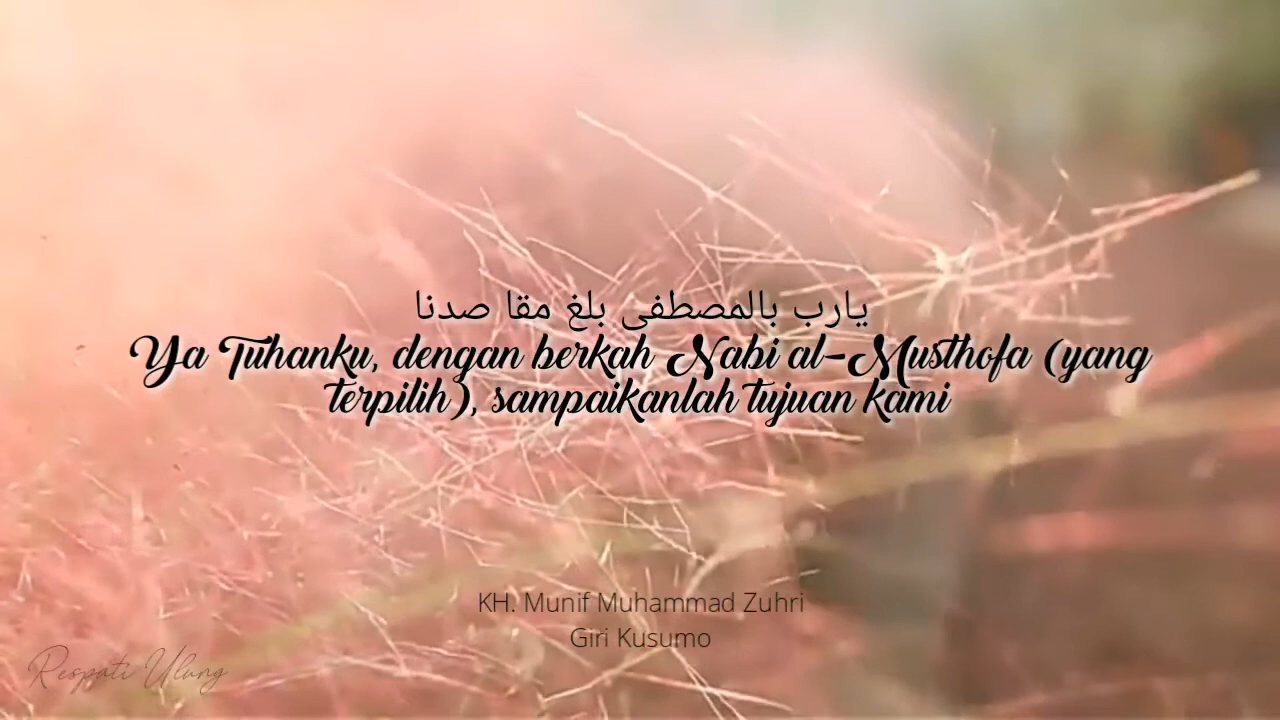 يارب بالمصطفى بلغ مقا صدنا
Ya Tuhanku, dengan berkah Nabi al-Musthofa (yang
terpilih), sampaikanlah tujuan kami
KH. Munif Muhammad Zuhri
Giri Kusumo
Respati Ulung